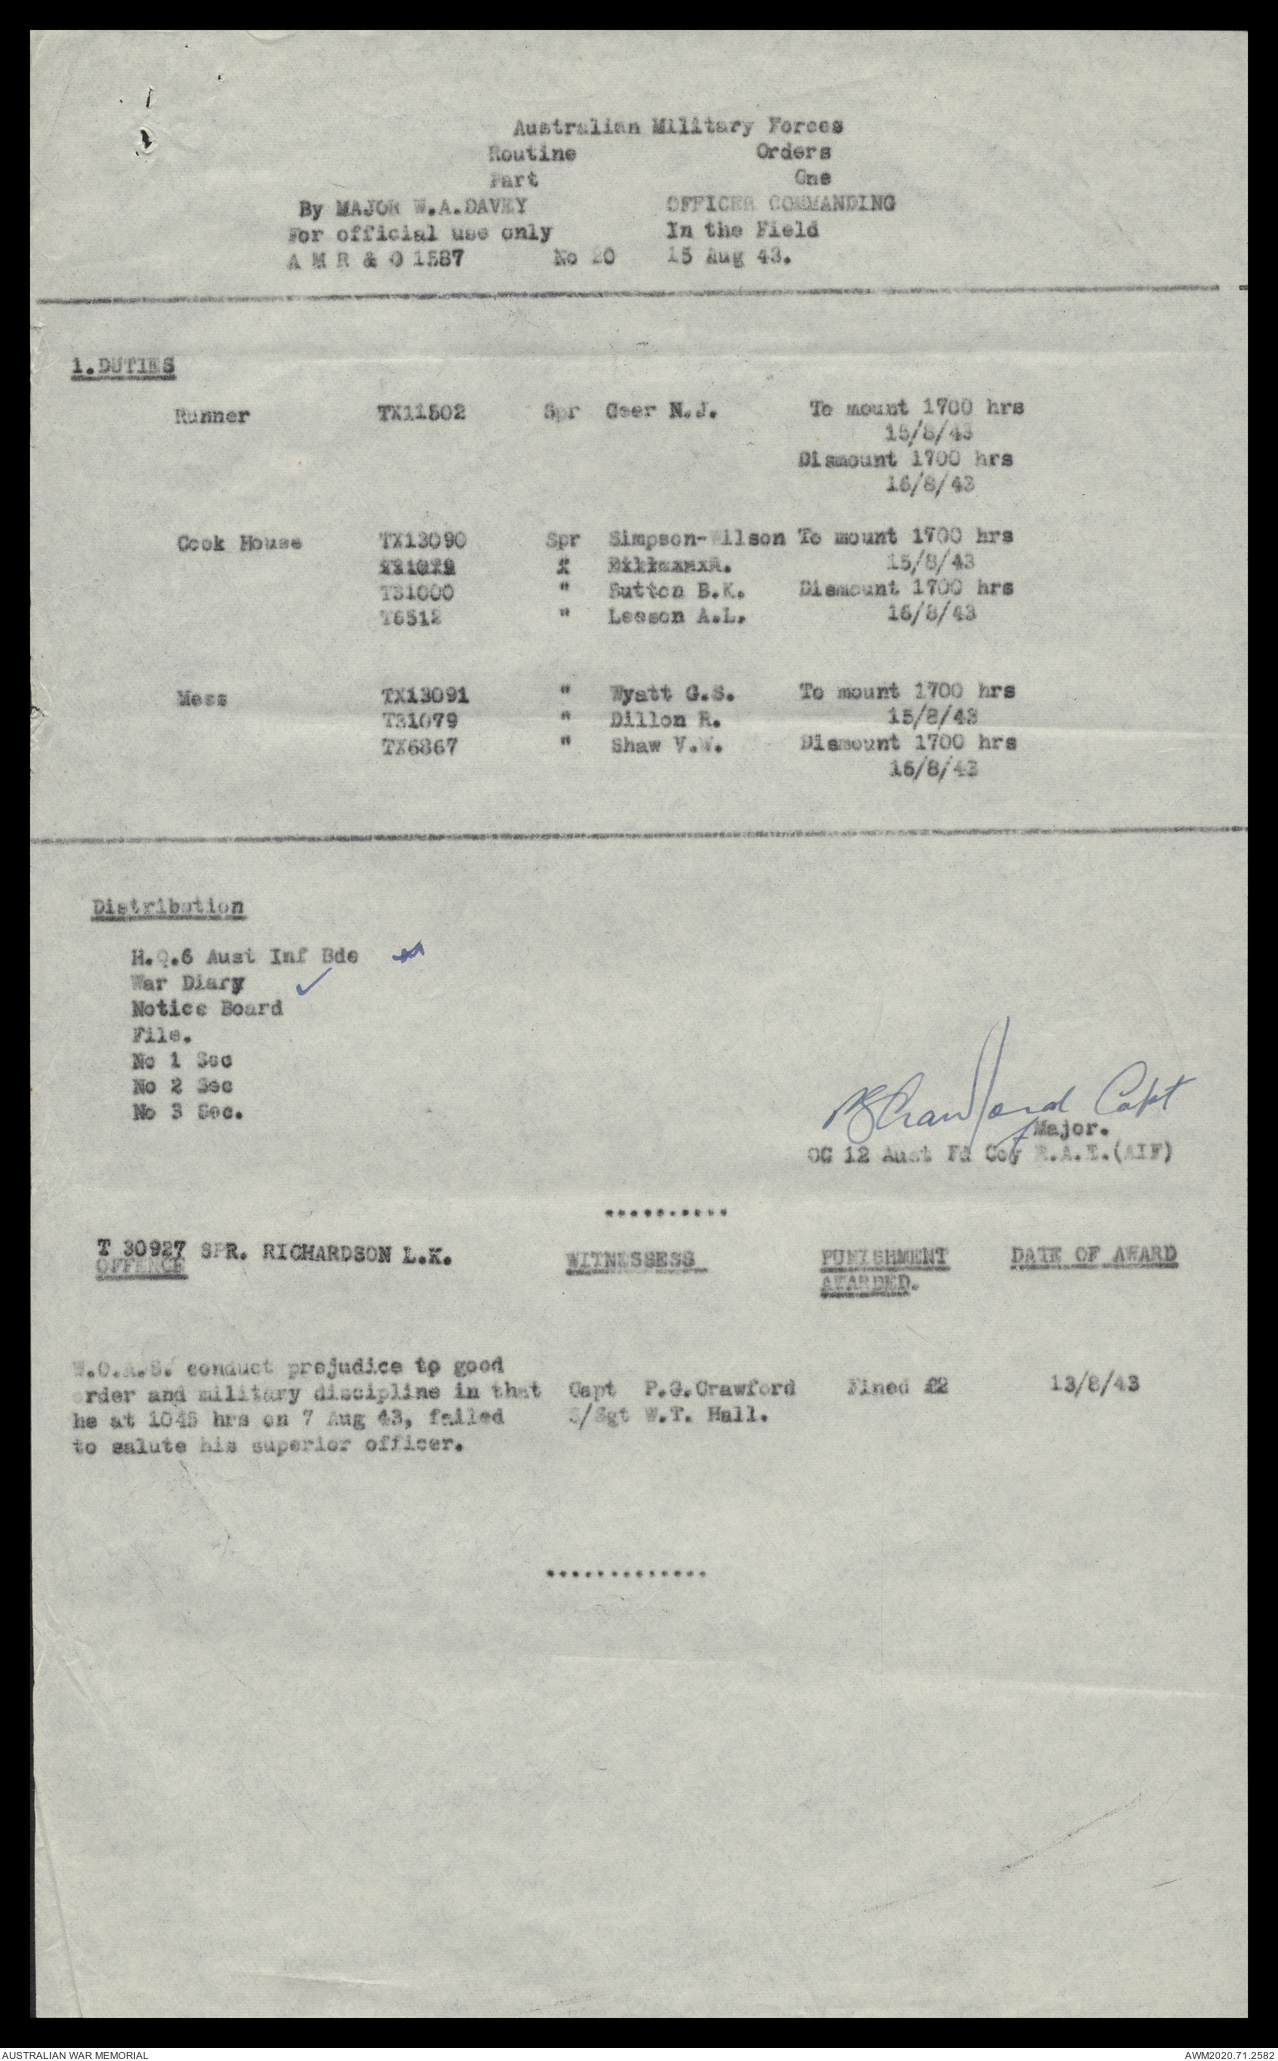 Australian Military Forces
Routine Orders
Part One
By MAJOR W.A.DAVEY OFFICER COMMANDING
For official use only In the Field
A M R & O 1587 No 20 15 Aug 43.
1.DUTIES
Runner TX11502 Spr Geer N.J. To mount 1700 hrs
15/8/43
Dismount 1700 hrs
16/8/43
Cook House TX13090 Spr Simpson-Wilson To mount 1700 hrs
15/8/43
T31000 " Sutton B.K. Dismount 1700 hrs
T6512 " Leeson A.L. 16/8/43
Mess TX13091 " Wyatt G.S. To mount 1700 hrs
T31079 " Dillon R. 15/8/43
TX6867 " Shaw V.W. Dismount 1700 hrs
16/8/43
Distribution
H.Q.6 Aust Inf Bde
War Diary ✓
Notice Board
File.
No 1 Sec
No 2 Sec
No 3 Sec.
PGCrawford Capt
f Major.
OC 12 Aust Fd Coy R.A.E.(AIF)
..........
T 30927 SPR. RICHARDSON L.K.
OFFENCE WITNESSESS PUNISHMENT DATE OF AWARD
AWARDED.
W.O.A.S. conduct prejudice to good
order and military discipline in that Capt P.G.Crawford Fined £2 13/8/43
he at 1045 hrs on 7 Aug 43, failed S/Sgt W.T. Hall.
to salute his superior officer.
.............
AUSTRALIAN WAR MEMORIAL AWM2020.71.2582